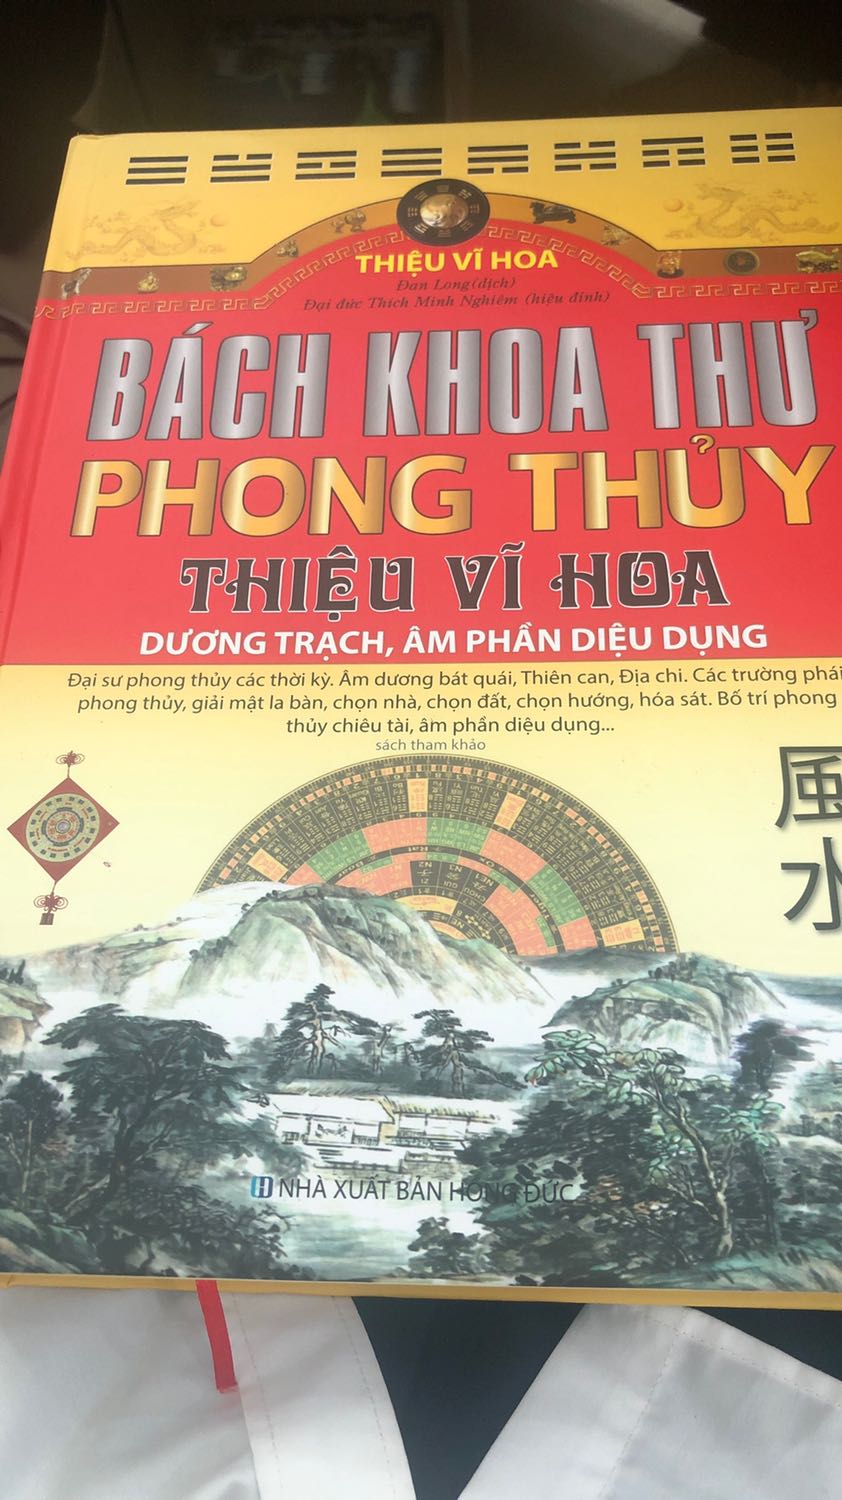 THIỆU VĨ HOA
Đan Long(dịch)
Đại đức Thích Minh Nghiêm (hiệu đính)
BÁCH KHOA THƯ
PHONG THỦY
THIỆU VĨ HOA
DƯƠNG TRẠCH, ÂM PHẦN DIỆU DỤNG
Đại sư phong thủy các thời kỳ. Âm dương bát quái, Thiên can, Địa chi. Các trường phái
phong thủy, giải mật la bàn, chọn nhà, chọn đất, chọn hướng, hóa sát. Bố trí phong
thủy chiêu tài, âm phần diệu dụng...
sách tham khảo
風
水
NHÀ XUẤT BẢN HỒNG ĐỨC